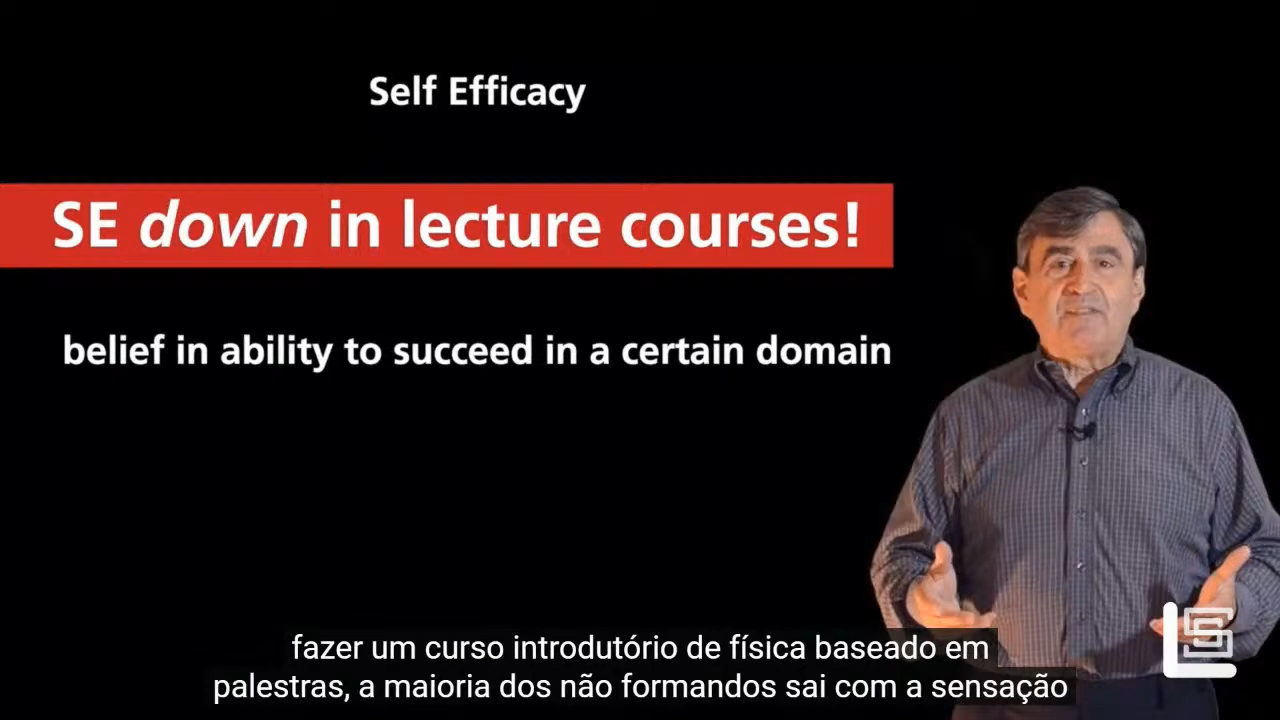 Self Efficacy
SE down in lecture courses!
belief in ability to succeed in a certain domain
fazer um curso introdutório de física baseado em
palestras, a maioria dos não formandos sai com a sensação